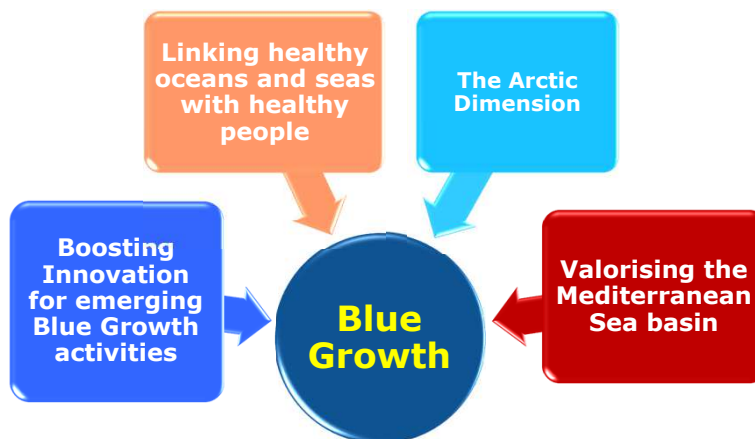 Linking healthy
oceans and seas
with healthy
people
The Arctic
Dimension
Boosting
Innovation
for emerging
Blue Growth
activities
Blue
Growth
Valorising the
Mediterranean
Sea basin